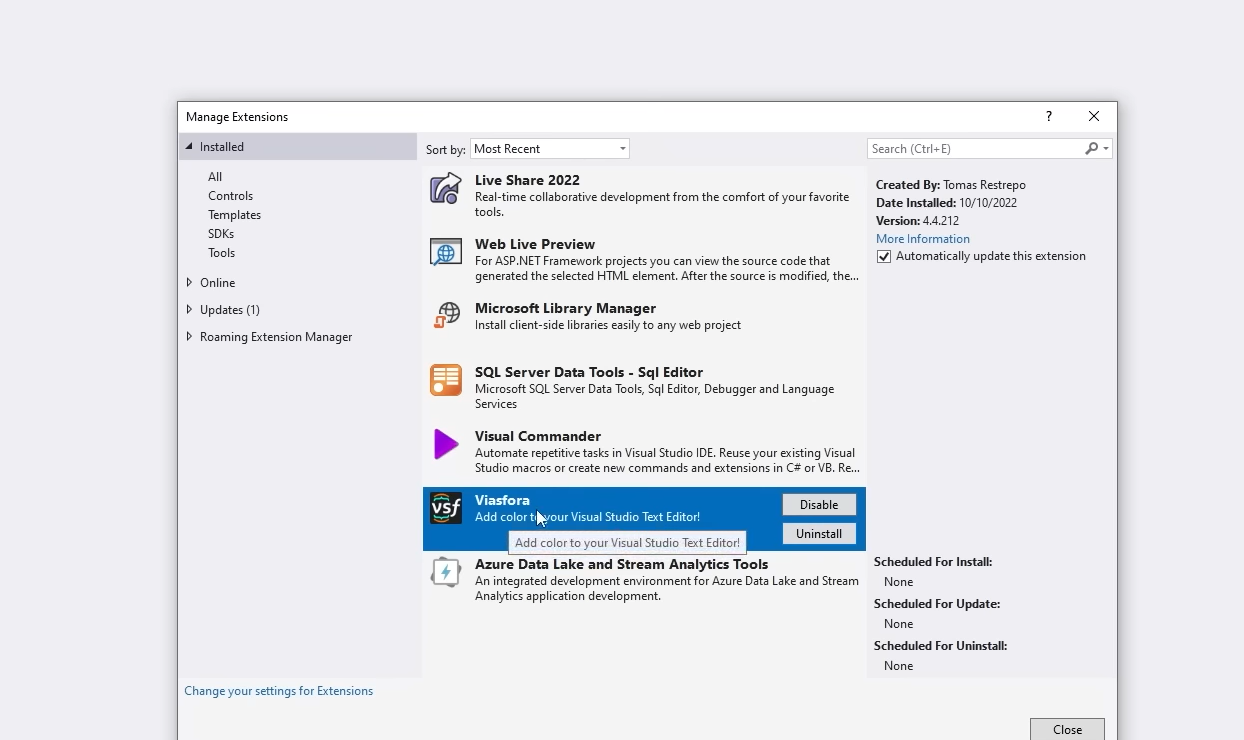 Manage Extensions
?
Installed
Sort by: Most Recent
Search (Ctrl+E)
All
Controls
Templates
SDKs
Tools
Online
Updates (1)
Roaming Extension Manager
Live Share 2022
Real-time collaborative development from the comfort of your favorite
tools.
Web Live Preview
For ASP.NET Framework projects you can view the source code that
generated the selected HTML element. After the source is modified, the...
Microsoft Library Manager
Install client-side libraries easily to any web project
SQL Server Data Tools - Sql Editor
Microsoft SQL Server Data Tools, Sql Editor, Debugger and Language
Services
Visual Commander
Automate repetitive tasks in Visual Studio IDE. Reuse your existing Visual
Studio macros or create new commands and extensions in C# or VB. Re...
vsf
Viasfora
Add color to your Visual Studio Text Editor!
Disable
Uninstall
Add color to your Visual Studio Text Editor!
Azure Data Lake and Stream Analytics Tools
An integrated development environment for Azure Data Lake and Stream
Analytics application development.
Created By: Tomas Restrepo
Date Installed: 10/10/2022
Version: 4.4.212
More Information
Automatically update this extension
Scheduled For Install:
None
Scheduled For Update:
None
Scheduled For Uninstall:
None
Change your settings for Extensions
Close